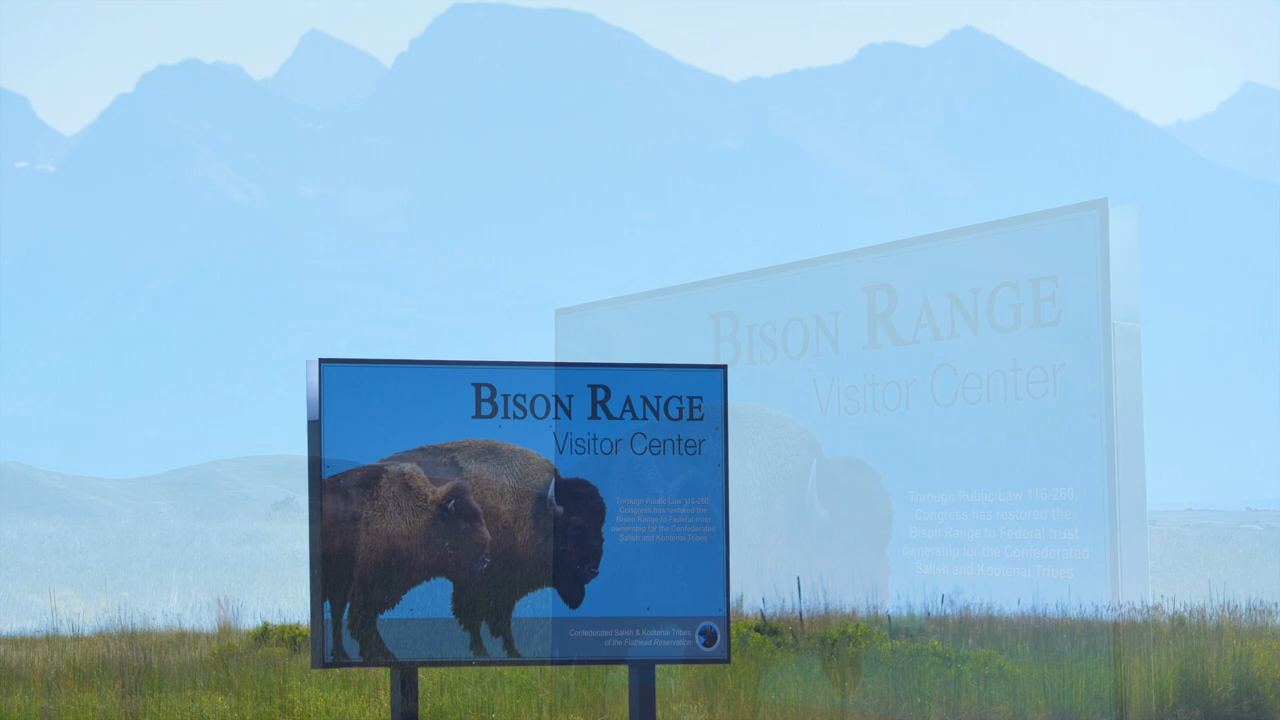 BISON RANGE
Visitor Center
Through Public Law 116-260,
Congress has restored the
Bison Range to Federal trust
ownership for the Confederated
Salish and Kootenai Tribes
Confederated Salish & Kootenai Tribes
of the Flathead Reservation
BISON RANGE
Visitor Center
Through Public Law 116-260,
Congress has restored the
Bison Range to Federal trust
ownership for the Confederated
Salish and Kootenai Tribes